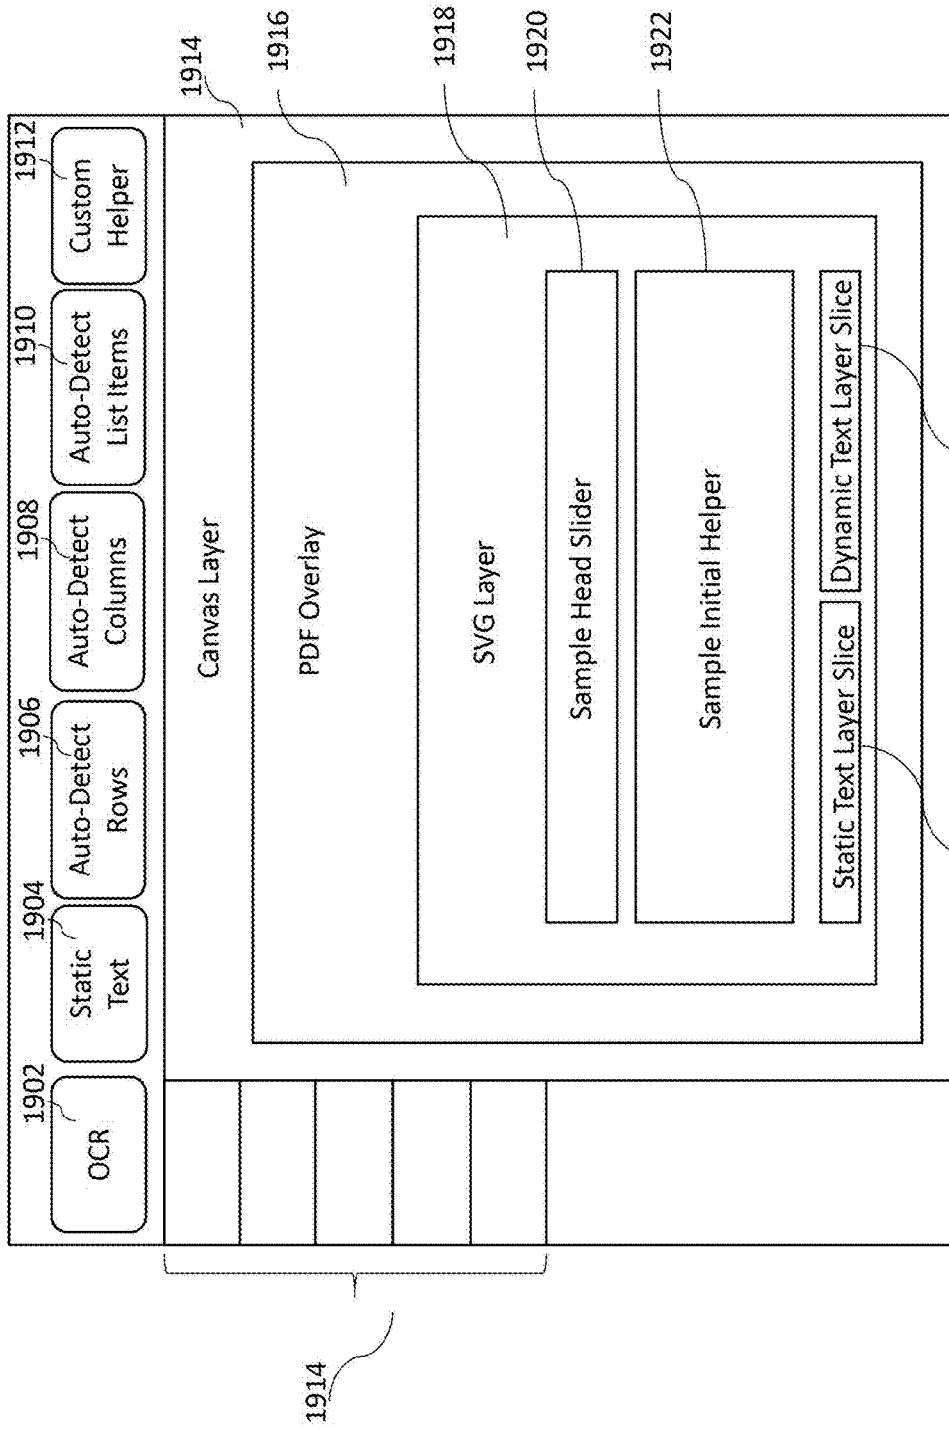 1902
1904
1906
1908
1910
1912
OCR
Static
Text
Auto-Detect
Rows
Auto-Detect
Columns
Auto-Detect
List Items
Custom
Helper
1914
Canvas Layer
1916
PDF Overlay
1914
1918
SVG Layer
1920
Sample Head Slider
1922
Sample Initial Helper
Static Text Layer Slice
Dynamic Text Layer Slice